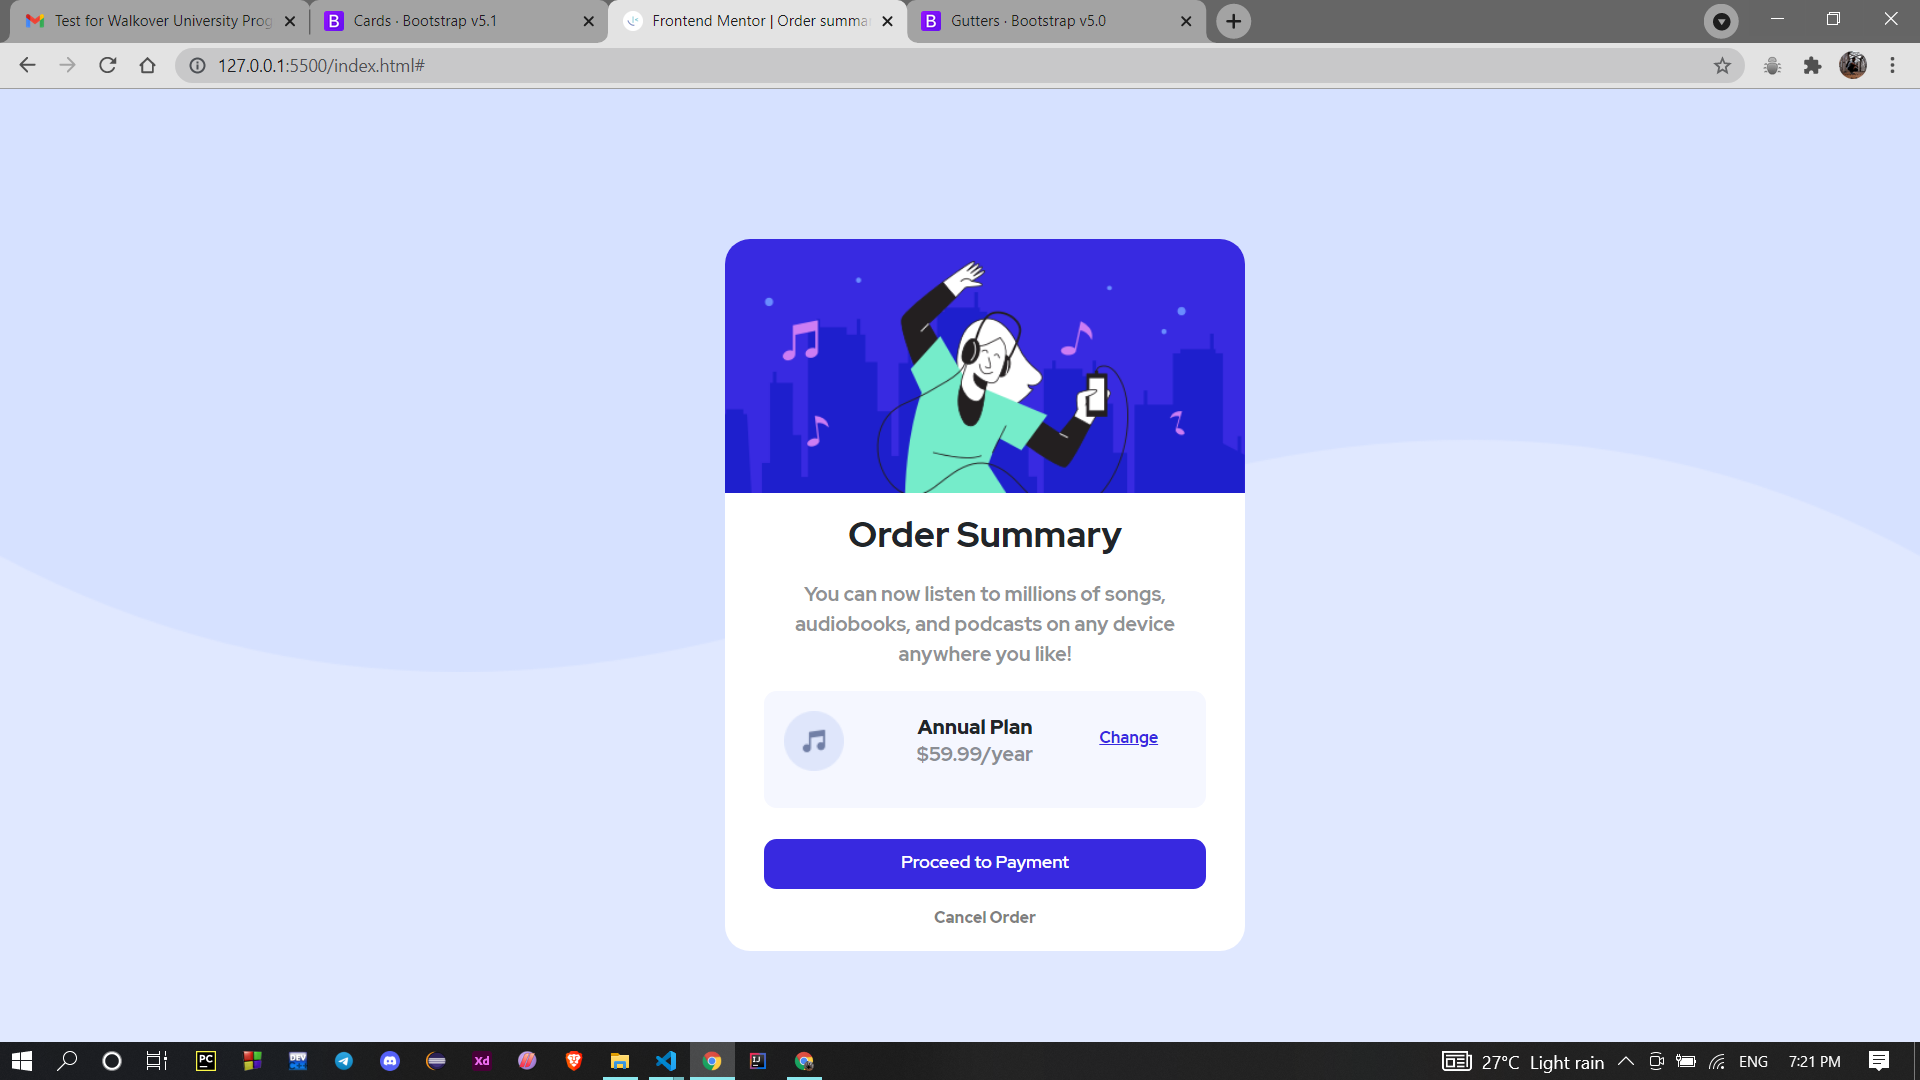 Test for Walkover University Prog
Cards · Bootstrap v5.1
Frontend Mentor | Order summa
Gutters · Bootstrap v5.0
127.0.0.1:5500/index.html#
Order Summary
You can now listen to millions of songs,
audiobooks, and podcasts on any device
anywhere you like!
Annual Plan
$59.99/year
Change
Proceed to Payment
Cancel Order
27°C Light rain
ENG
7:21 PM